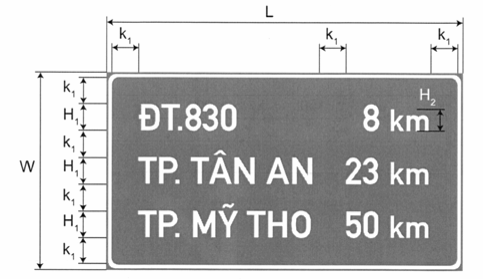 L
k₁ k₁ k₁
k₁
H₁
k₁
H₁
k₁
H₁
k₁
W
H₂
ĐT.830 8 km
TP. TÂN AN 23 km
TP. MỸ THO 50 km